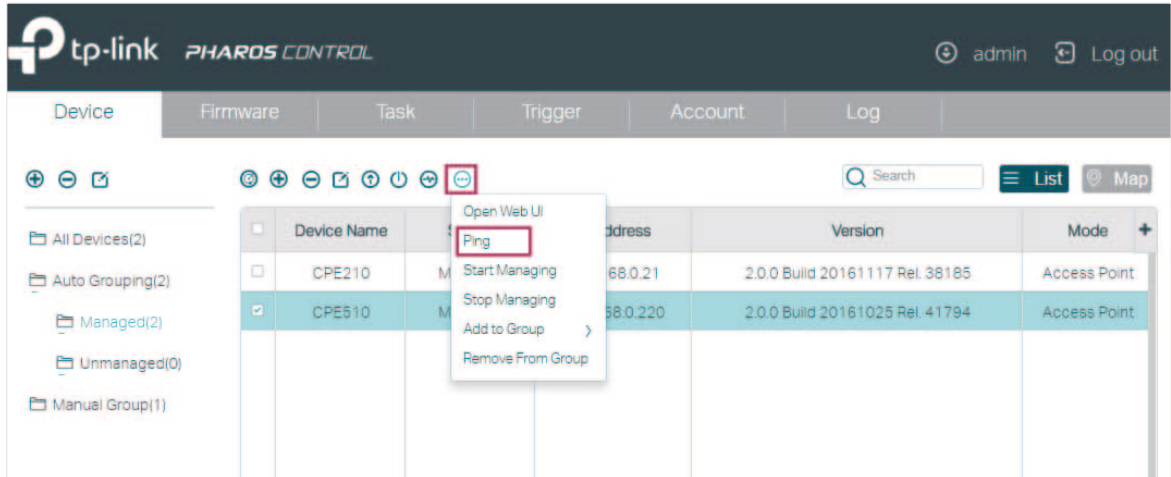 tp-link PHAROS CONTROL admin Log out
Device Firmware Task Trigger Account Log
Search List Map
Open Web UI
Device Name S ddress Version Mode +
Ping
All Devices(2)
CPE210 M 68.0.21 2.0.0 Build 20161117 Rel. 38185 Access Point
Start Managing
Auto Grouping(2)
Stop Managing
CPE510 M 58.0.220 2.0.0 Build 20161025 Rel. 41794 Access Point
Managed(2)
Add to Group >
Remove From Group
Unmanaged(0)
Manual Group(1)